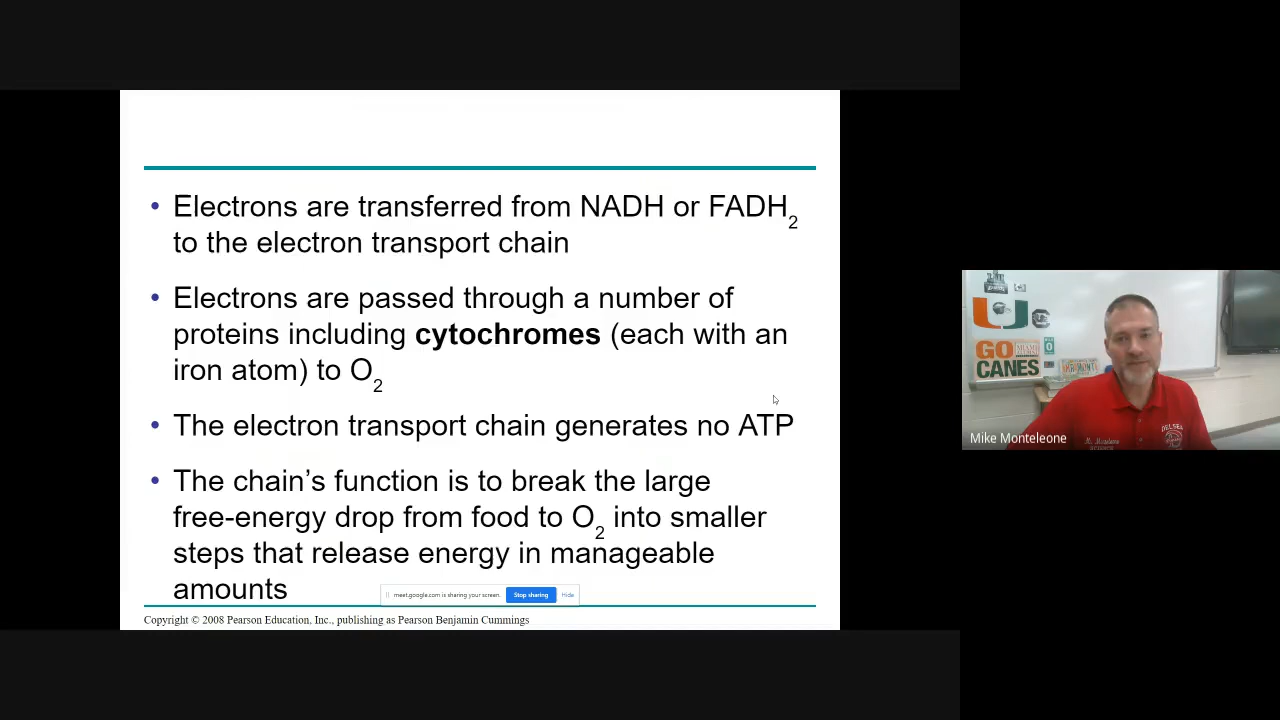 • Electrons are transferred from NADH or FADH2
to the electron transport chain
• Electrons are passed through a number of
proteins including cytochromes (each with an
iron atom) to O2
• The electron transport chain generates no ATP
• The chain’s function is to break the large
free-energy drop from food to O2 into smaller
steps that release energy in manageable
amounts
meet.google.com is sharing your screen. Stop sharing Hide
Copyright © 2008 Pearson Education, Inc., publishing as Pearson Benjamin Cummings
U
GO
CANES
Mike Monteleone